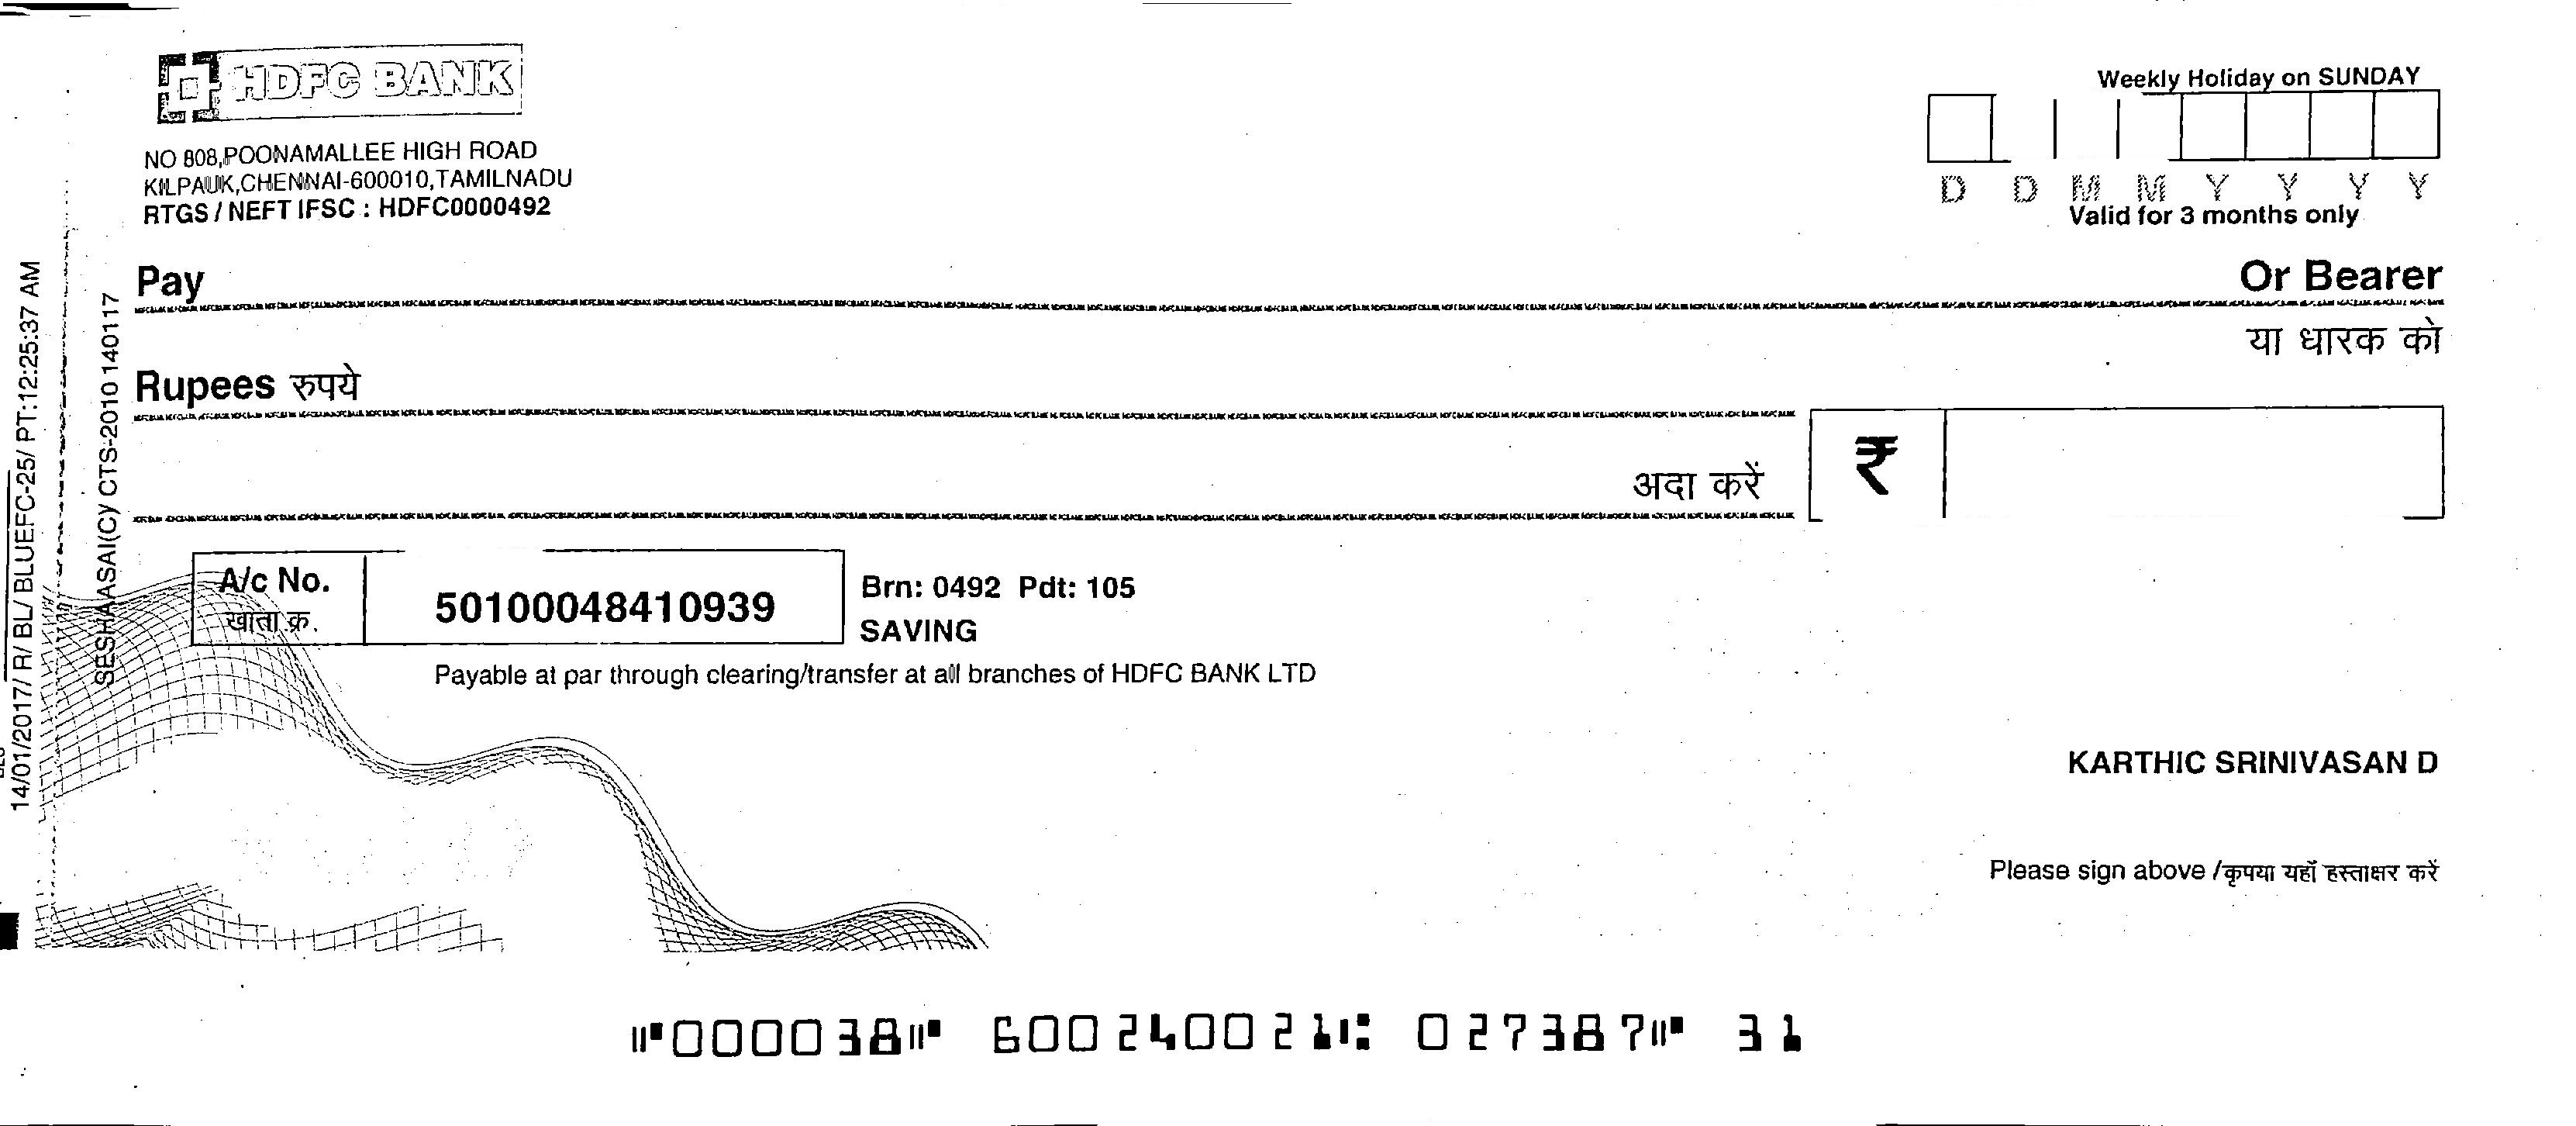 HDFC BANK
NO 808,POONAMALLEE HIGH ROAD
KILPAUK,CHENNAI-600010,TAMILNADU
RTGS / NEFT IFSC : HDFC0000492
Weekly Holiday on SUNDAY
D D M M Y Y Y Y
Valid for 3 months only
Pay
Or Bearer
या धारक को
Rupees रुपये
अदा करें
₹
A/c No.
खाता क्र.
50100048410939
Brn: 0492 Pdt: 105
SAVING
Payable at par through clearing/transfer at all branches of HDFC BANK LTD
KARTHIC SRINIVASAN D
Please sign above /कृपया यहाँ हस्ताक्षर करें
⑈000038⑈ 600240021⑆ 027387⑈ 31
14/01/2017/ R/ BL/ BLUEFC-25/ PT:12:25:37 AM
SESHAASAI(C)/ CTS-2010 140117